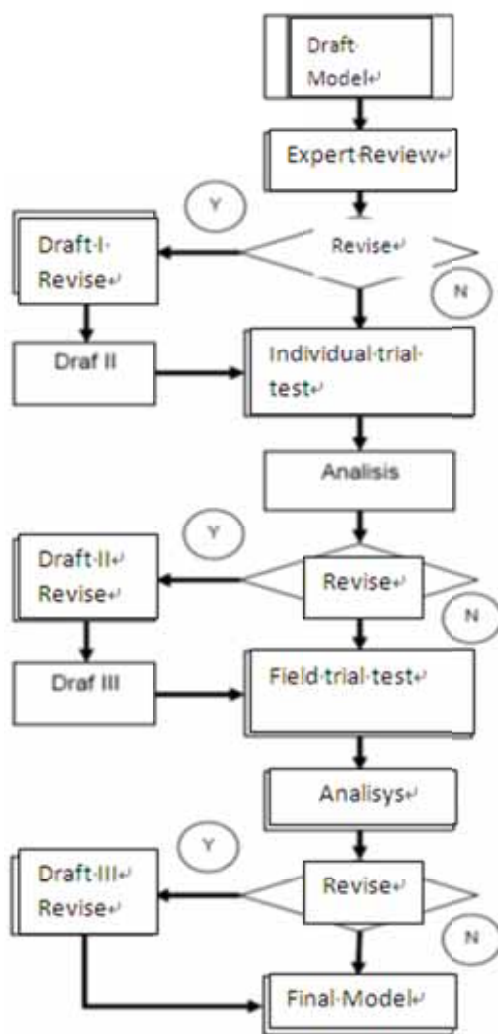 Draft
Model
Expert Review
Y
Draft I
Revise
Revise
N
Draf II
Individual trial
test
Analisis
Y
Draft II
Revise
Revise
N
Draf III
Field trial test
Analisys
Y
Draft III
Revise
Revise
N
Final Model